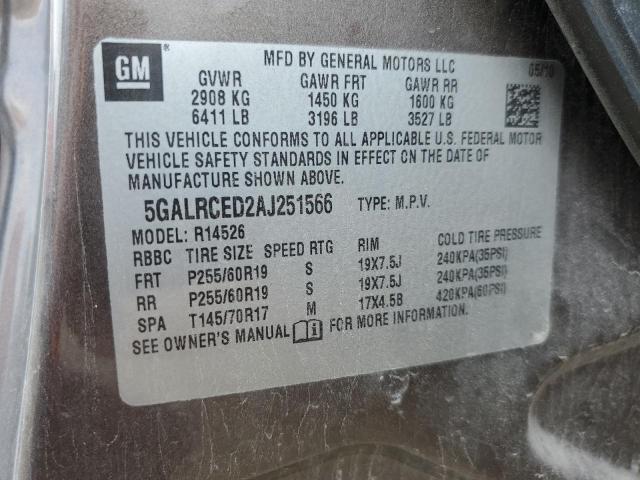 GM
MFD BY GENERAL MOTORS LLC 05/10
GVWR GAWR FRT GAWR RR
2908 KG 1450 KG 1600 KG
6411 LB 3196 LB 3527 LB
THIS VEHICLE CONFORMS TO ALL APPLICABLE U.S. FEDERAL MOTOR
VEHICLE SAFETY STANDARDS IN EFFECT ON THE DATE OF
MANUFACTURE SHOWN ABOVE.
5GALRCED2AJ251566 TYPE: M.P.V.
MODEL: R14526
RBBC TIRE SIZE SPEED RTG RIM COLD TIRE PRESSURE
FRT P255/60R19 S 19X7.5J 240KPA(35PSI)
RR P255/60R19 S 19X7.5J 240KPA(35PSI)
SPA T145/70R17 M 17X4.5B 420KPA(60PSI)
SEE OWNER'S MANUAL FOR MORE INFORMATION.